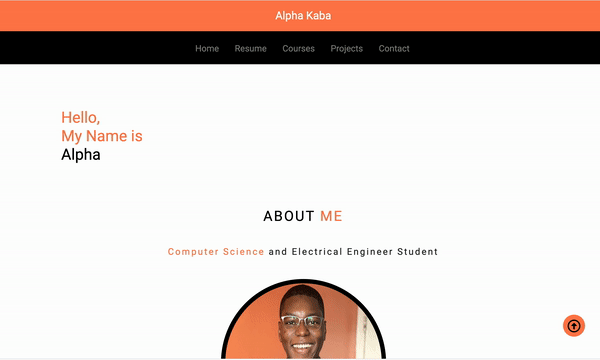 Alpha Kaba
Home Resume Courses Projects Contact
Hello,
My Name is
Alpha
ABOUT ME
Computer Science and Electrical Engineer Student